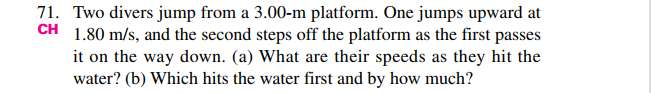 71. Two divers jump from a 3.00-m platform. One jumps upward at
CH 1.80 m/s, and the second steps off the platform as the first passes
it on the way down. (a) What are their speeds as they hit the
water? (b) Which hits the water first and by how much?